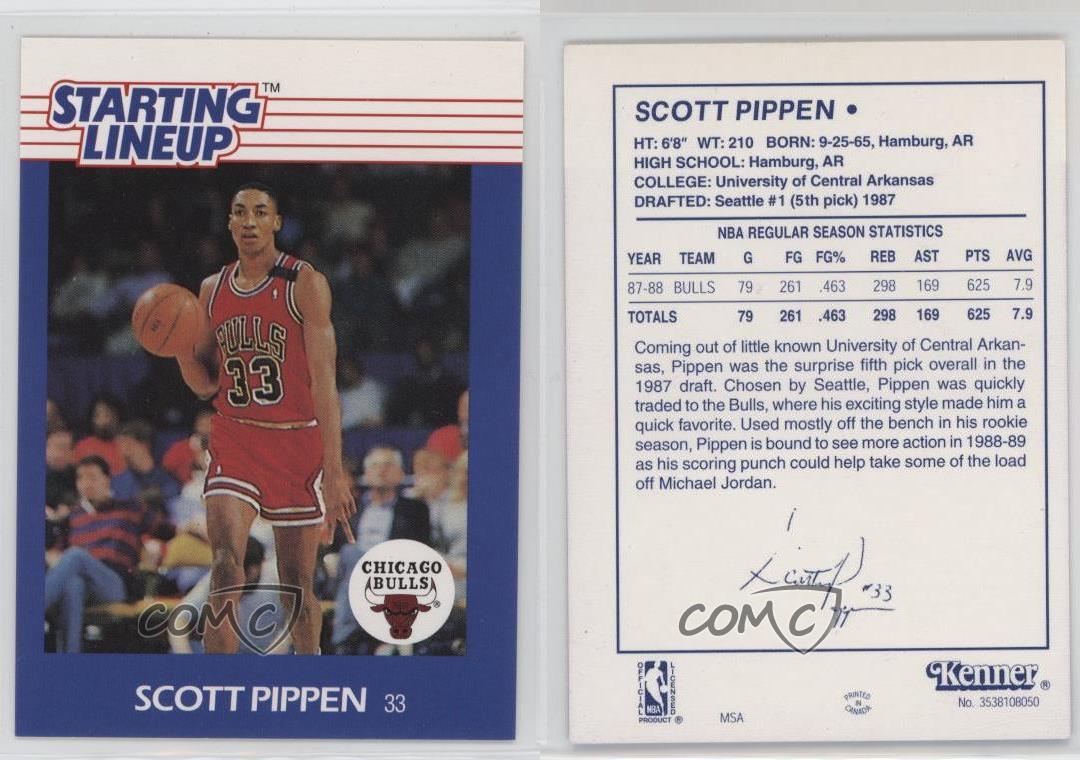 STARTING™
LINEUP
BULLS
33
CHICAGO
BULLS
®
COMC
SCOTT PIPPEN 33
SCOTT PIPPEN •
HT: 6'8" WT: 210 BORN: 9-25-65, Hamburg, AR
HIGH SCHOOL: Hamburg, AR
COLLEGE: University of Central Arkansas
DRAFTED: Seattle #1 (5th pick) 1987
NBA REGULAR SEASON STATISTICS
YEAR TEAM G FG FG% REB AST PTS AVG
87-88 BULLS 79 261 .463 298 169 625 7.9
TOTALS 79 261 .463 298 169 625 7.9
Coming out of little known University of Central Arkan-
sas, Pippen was the surprise fifth pick overall in the
1987 draft. Chosen by Seattle, Pippen was quickly
traded to the Bulls, where his exciting style made him a
quick favorite. Used mostly off the bench in his rookie
season, Pippen is bound to see more action in 1988-89
as his scoring punch could help take some of the load
off Michael Jordan.
#33
COMC
OFFICIAL LICENSED
NBA
PRODUCT ®
MSA
PRINTED
IN
CANADA
Kenner®
No. 3538108050